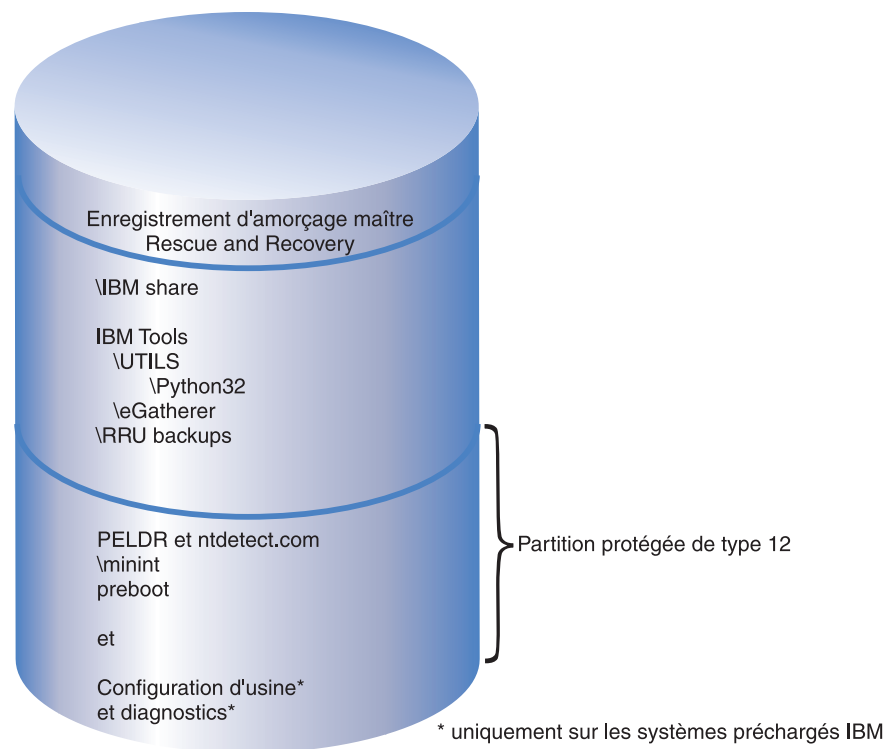 Enregistrement d'amorçage maître
Rescue and Recovery
\IBM share
IBM Tools
\UTILS
\Python32
\eGatherer
\RRU backups
PELDR et ntdetect.com
\minint
preboot
et
Configuration d'usine*
et diagnostics*
Partition protégée de type 12
* uniquement sur les systèmes préchargés IBM